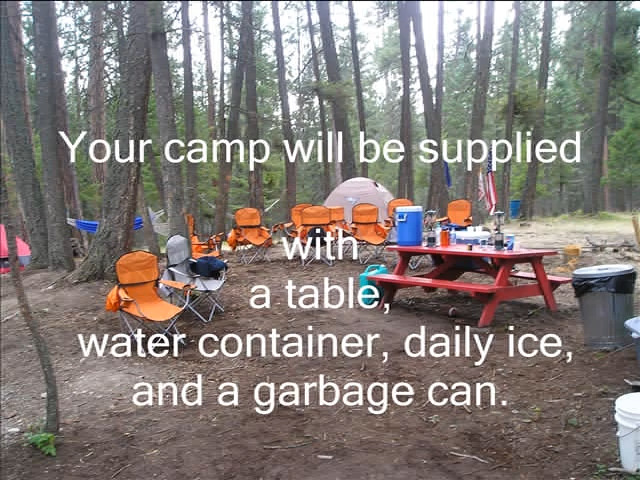 Your camp will be supplied
with
a table,
water container, daily ice,
and a garbage can.